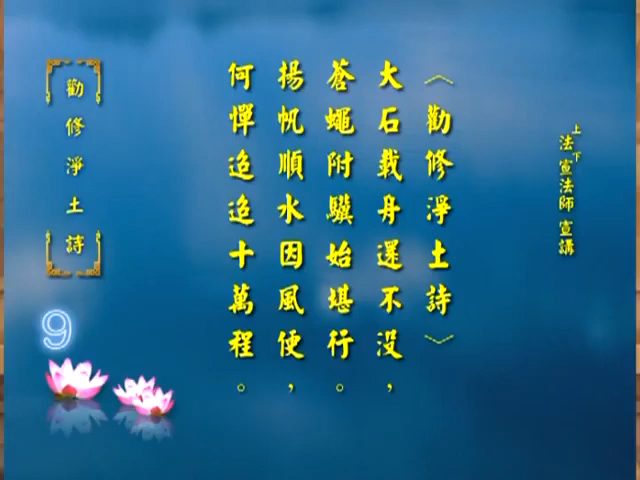 上法下宣法師 宣講
〈勸修淨土詩〉
大石載舟還不沒，
蒼蠅附驥始堪行。
揚帆順水因風便，
何憚迢迢十萬程。
勸修淨土詩
9